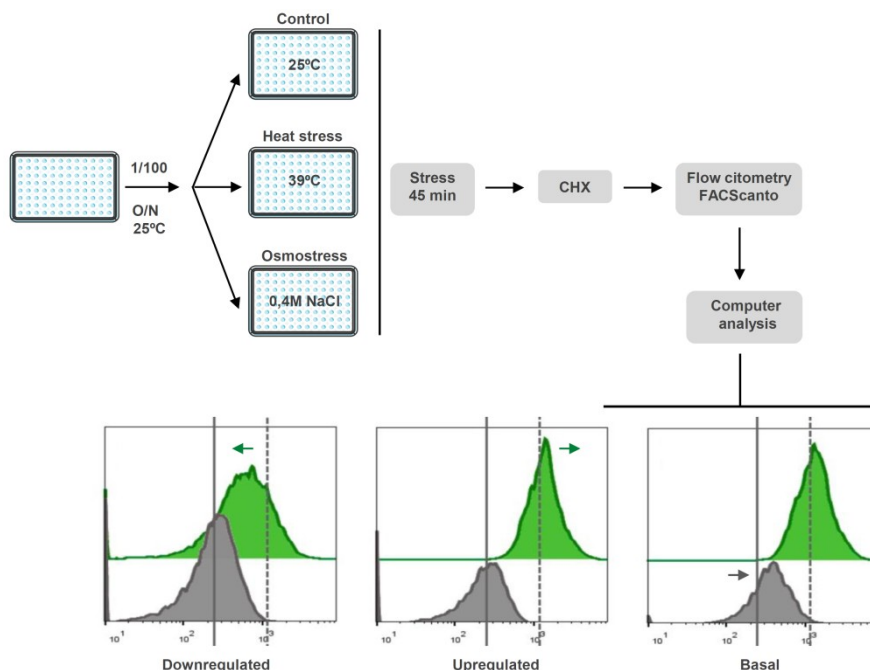 Control
25ºC
Heat stress
39ºC
Osmostress
0,4M NaCl
1/100
O/N
25ºC
Stress
45 min
CHX
Flow citometry
FACScanto
Computer
analysis
10¹ 10² 10³
Downregulated
10¹ 10² 10³
Upregulated
10¹ 10² 10³
Basal